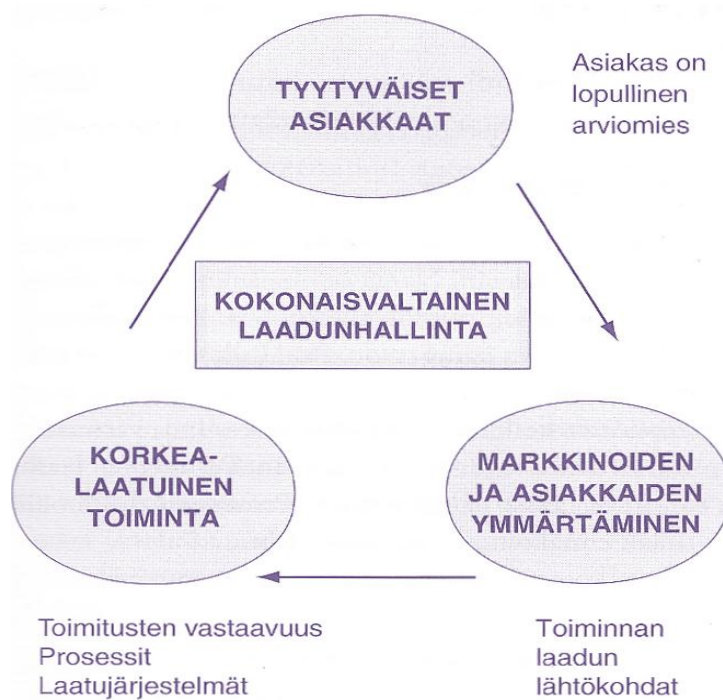 TYYTYVÄISET
ASIAKKAAT
Asiakas on
lopullinen
arviomies
KOKONAISVALTAINEN
LAADUNHALLINTA
KORKEA-
LAATUINEN
TOIMINTA
MARKKINOIDEN
JA ASIAKKAIDEN
YMMÄRTÄMINEN
Toimitusten vastaavuus
Prosessit
Laatujärjestelmät
Toiminnan
laadun
lähtökohdat